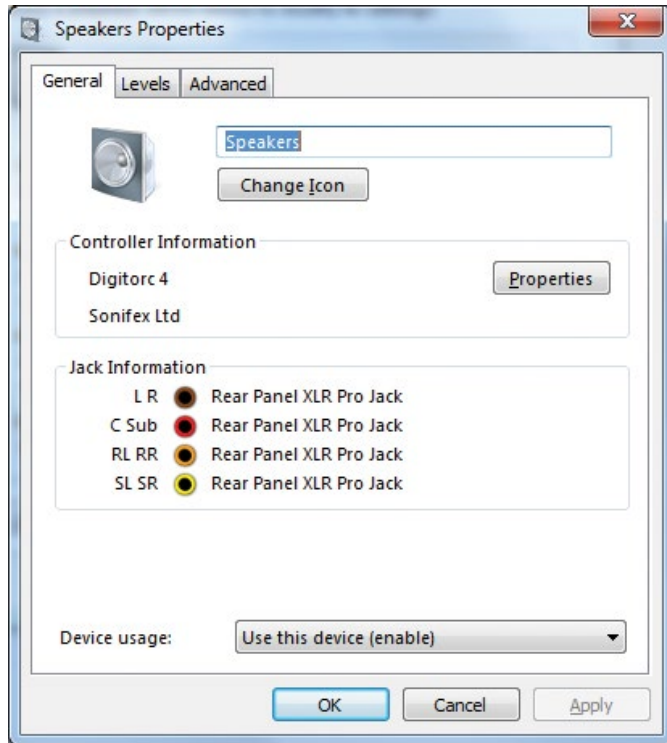 Speakers Properties
General Levels Advanced
Speakers
Change Icon
Controller Information
Digitorc 4
Properties
Sonifex Ltd
Jack Information
L R Rear Panel XLR Pro Jack
C Sub Rear Panel XLR Pro Jack
RL RR Rear Panel XLR Pro Jack
SL SR Rear Panel XLR Pro Jack
Device usage: Use this device (enable)
OK Cancel Apply